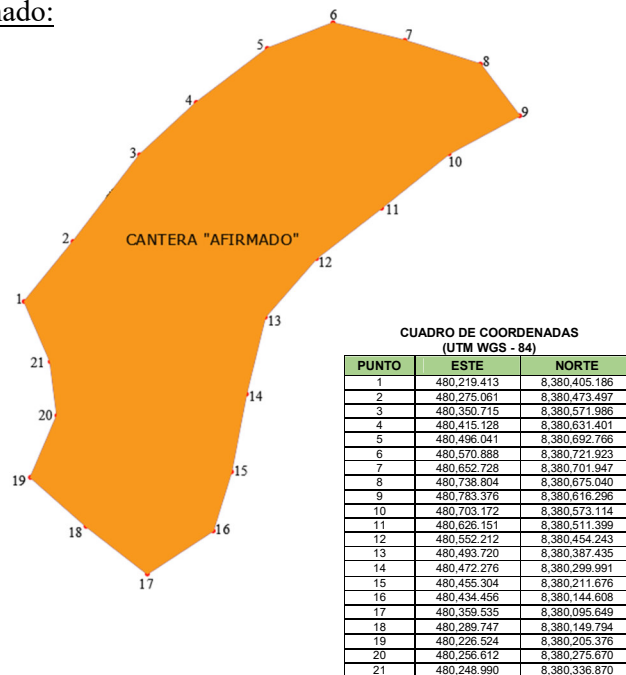 ado:
6
7
5
8
4
9
3
10
11
2
CANTERA "AFIRMADO"
12
1
13
21
14
20
15
19
18
16
17
CUADRO DE COORDENADAS
(UTM WGS - 84)
PUNTO ESTE NORTE
1 480,219.413 8,380,405.186
2 480,275.061 8,380,473.497
3 480,350.715 8,380,571.986
4 480,415.128 8,380,631.401
5 480,496.041 8,380,692.766
6 480,570.888 8,380,721.923
7 480,652.728 8,380,701.947
8 480,738.804 8,380,675.040
9 480,783.376 8,380,616.296
10 480,703.172 8,380,573.114
11 480,626.151 8,380,511.399
12 480,552.212 8,380,454.243
13 480,493.720 8,380,387.435
14 480,472.276 8,380,299.991
15 480,455.304 8,380,211.676
16 480,434.456 8,380,144.608
17 480,359.535 8,380,095.649
18 480,289.747 8,380,149.794
19 480,226.524 8,380,205.376
20 480,256.612 8,380,275.670
21 480,248.990 8,380,336.870